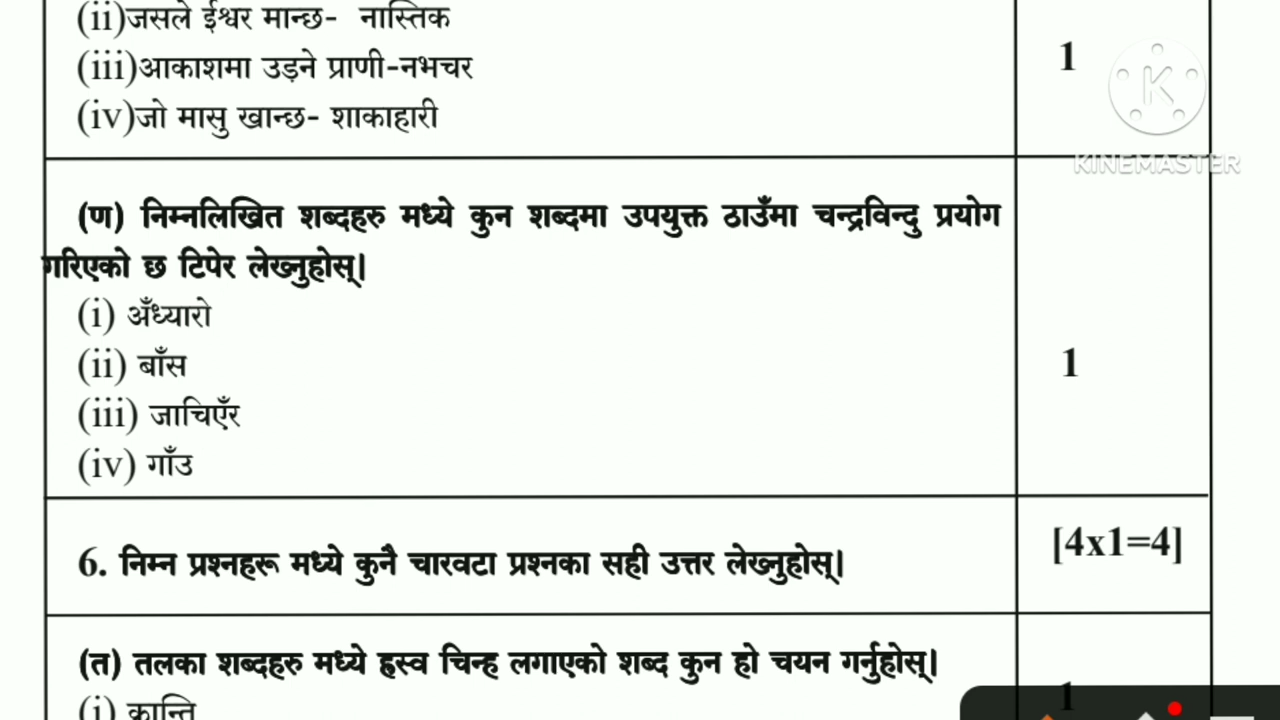 (ii)जसले ईश्वर मान्छ- नास्तिक
(iii)आकाशमा उड़ने प्राणी-नभचर
(iv)जो मासु खान्छ- शाकाहारी
1
KINEMASTER
(ण) निम्नलिखित शब्दहरु मध्ये कुन शब्दमा उपयुक्त ठाउँमा चन्द्रविन्दु प्रयोग
गरिएको छ टिपेर लेख्नुहोस्।
(i) अँध्यारो
(ii) बाँस
(iii) जाचिएँर
(iv) गाँउ
1
6. निम्न प्रश्नहरू मध्ये कुनै चारवटा प्रश्नका सही उत्तर लेख्नुहोस्।
[4x1=4]
(त) तलका शब्दहरु मध्ये ह्रस्व चिन्ह लगाएको शब्द कुन हो चयन गर्नुहोस्।
1
(i) क्रान्ति